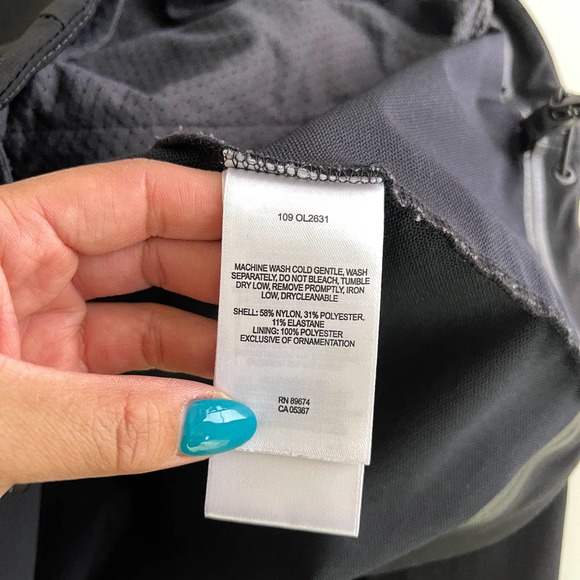 109 OL2631
MACHINE WASH COLD GENTLE, WASH
SEPARATELY, DO NOT BLEACH, TUMBLE
DRY LOW, REMOVE PROMPTLY, IRON
LOW, DRYCLEANABLE
SHELL: 58% NYLON, 31% POLYESTER,
11% ELASTANE
LINING: 100% POLYESTER
EXCLUSIVE OF ORNAMENTATION
RN 89674
CA 05367